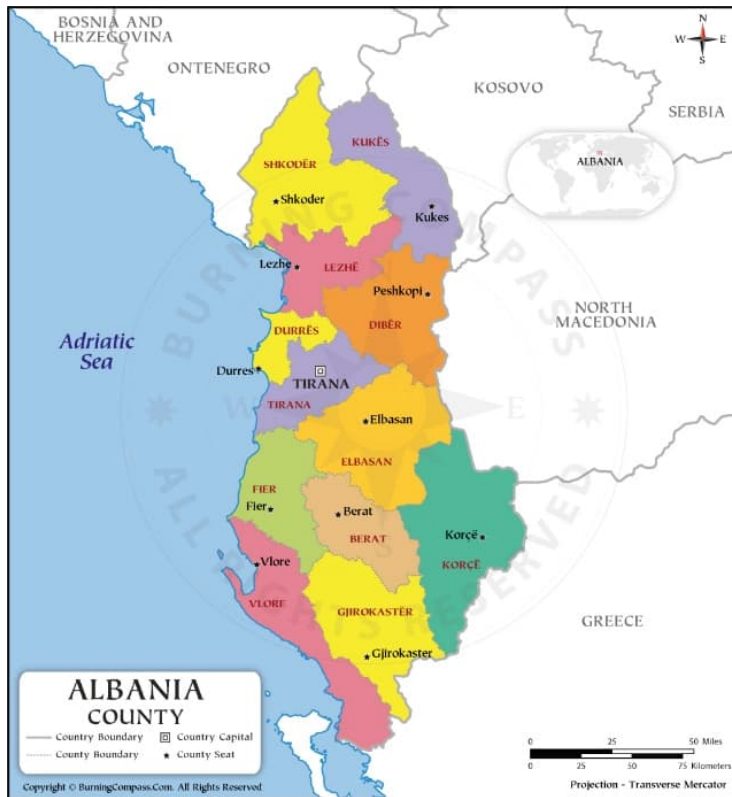 BOSNIA AND
HERZEGOVINA
ONTENEGRO
KOSOVO
SERBIA
N
W E
S
ALBANIA
KUKËS
SHKODËR
Shkoder
Kukes
Lezhe
LEZHË
Peshkopi
DIBËR
DURRËS
Durres
TIRANA
TIRANA
NORTH
MACEDONIA
Adriatic
Sea
Elbasan
ELBASAN
FIER
Fier
Berat
BERAT
Korçë
KORÇË
Vlore
VLORE
GJIROKASTËR
Gjirokaster
GREECE
BURNING COMPASS
W E
S
ALL RIGHTS RESERVED
ALBANIA
COUNTY
Country Boundary Country Capital
County Boundary County Seat
Copyright © BurningCompass.Com. All Rights Reserved
0 25 50 Miles
0 25 50 75 Kilometers
Projection - Transverse Mercator